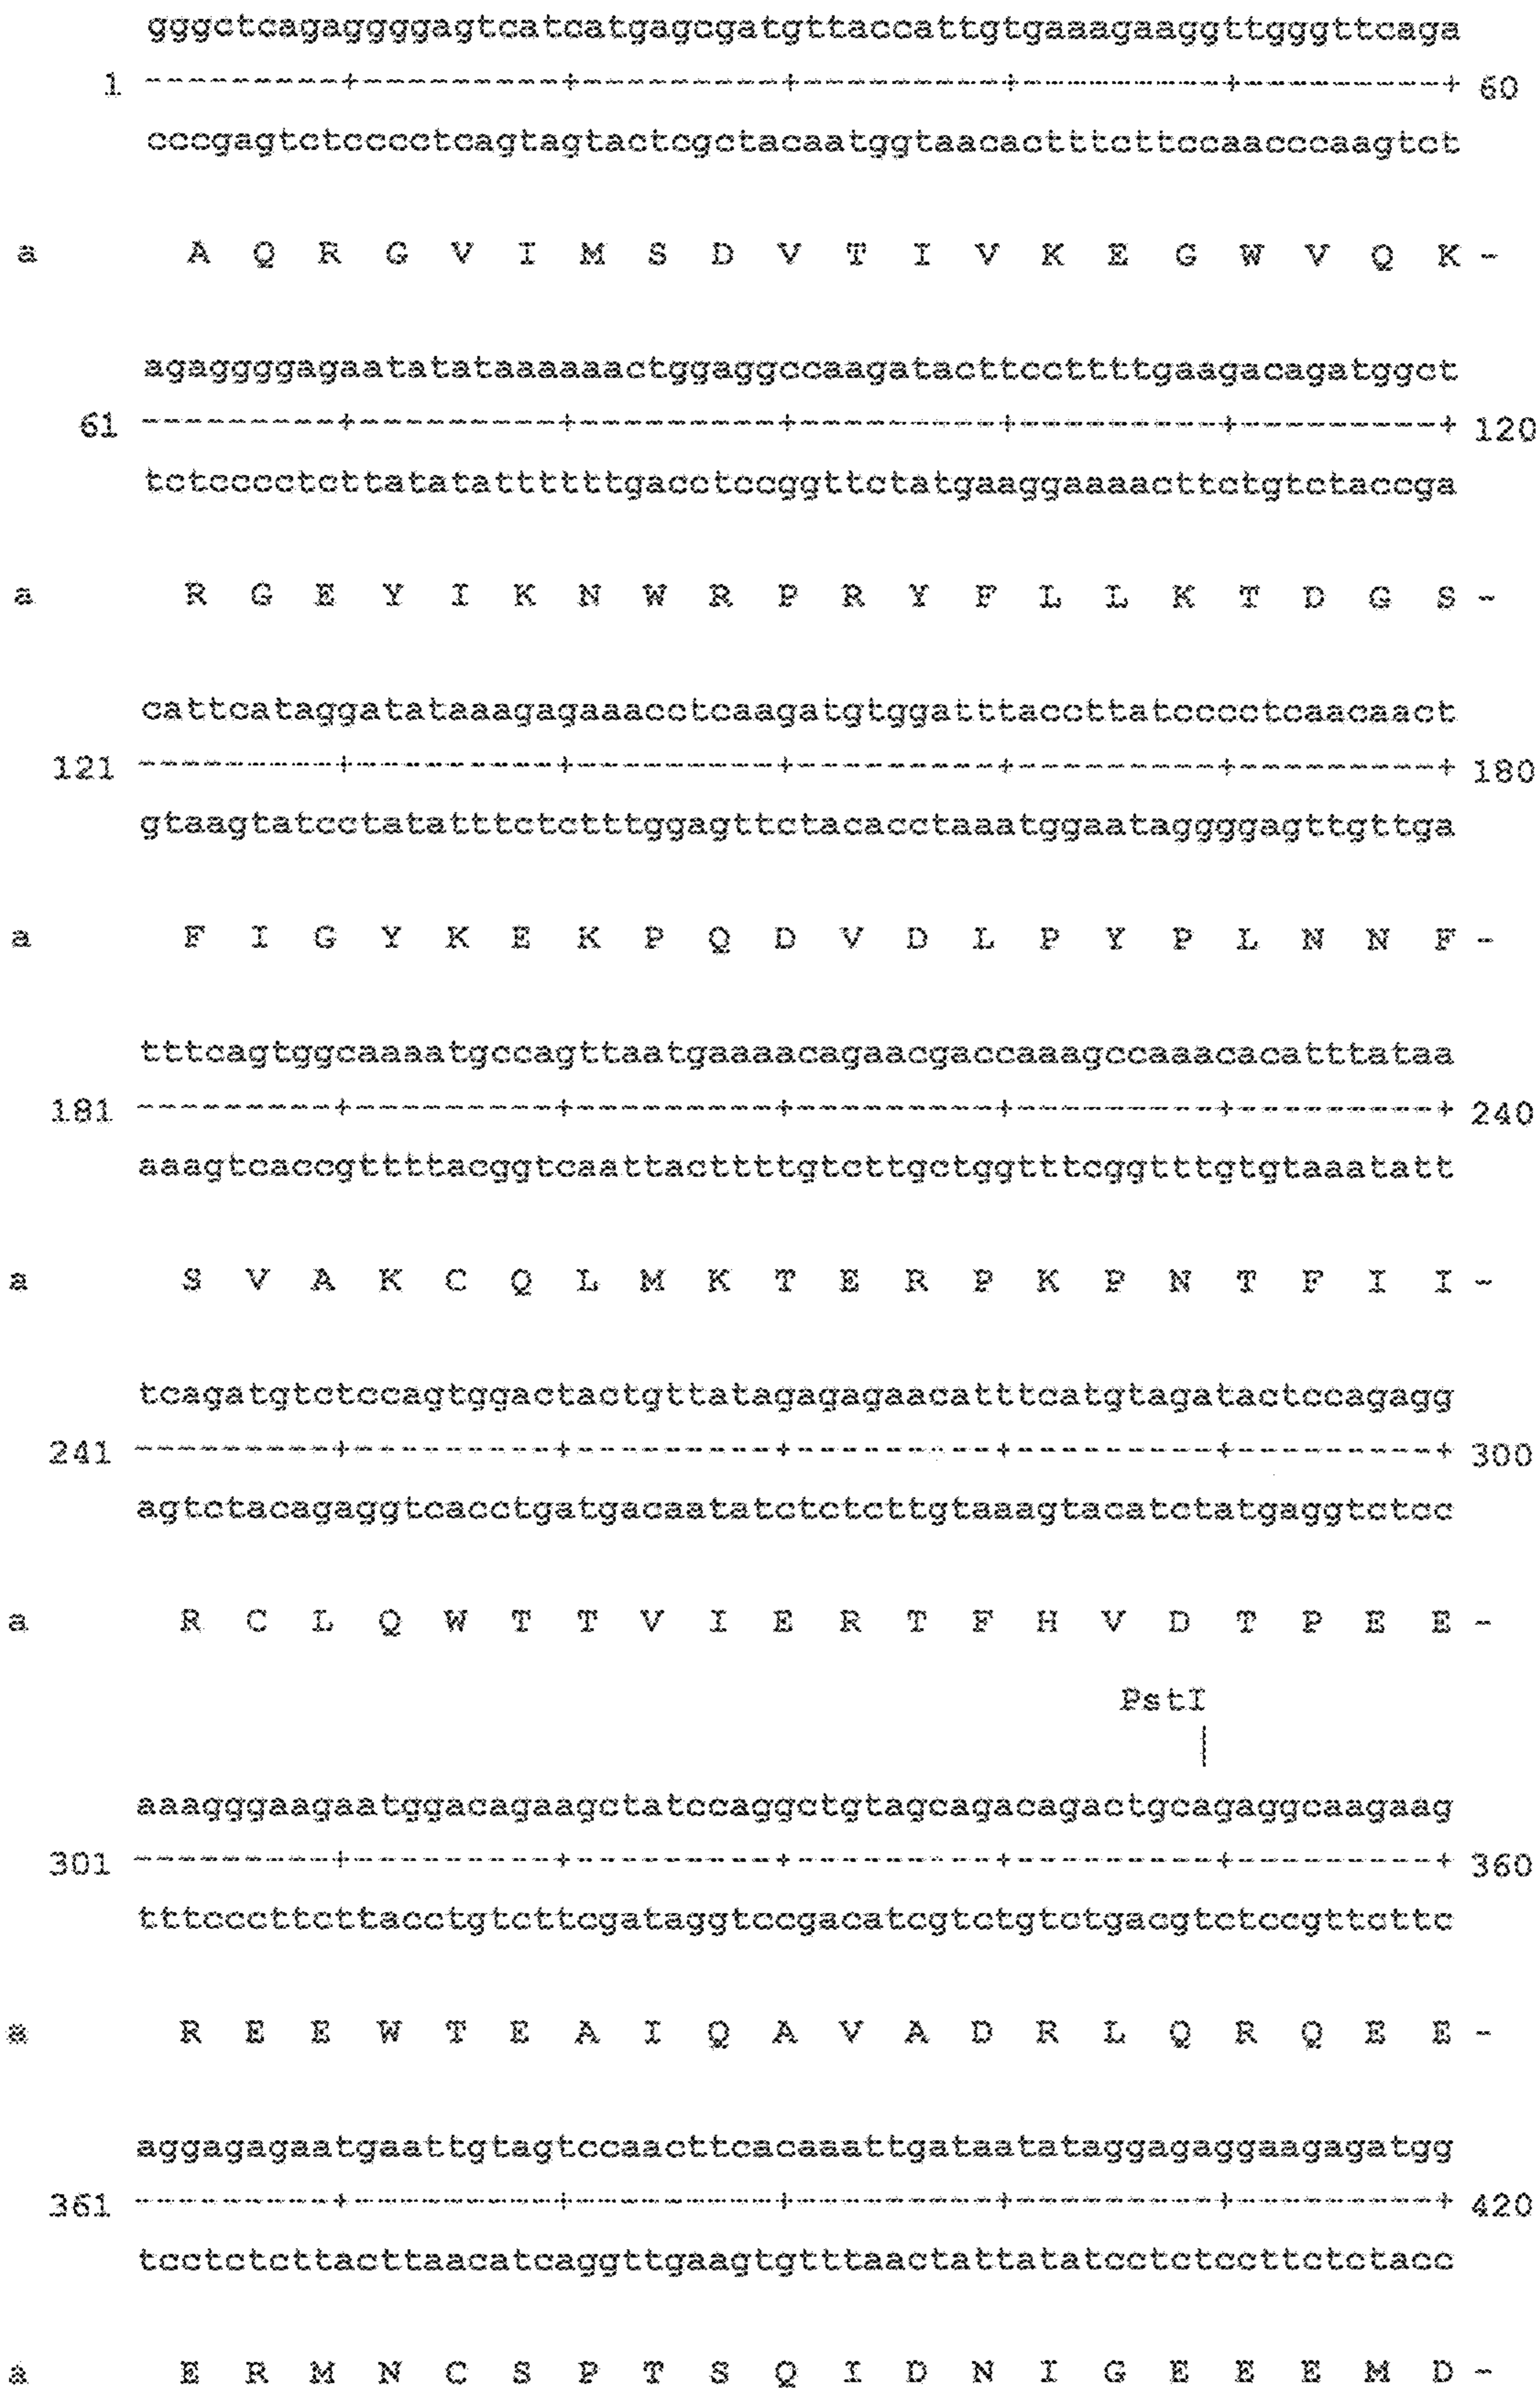 gggctcagaggggagtcatcatgagcgatgttaccattgtgaaagaaggttgggttcaga
1 ---------+---------+---------+---------+---------+---------+ 60
cccgagtctcccctcagtagtactcgctacaatggtaacactttcttccaacccaagtct
a A Q R G V I M S D V T I V K E G W V Q K -
agaggggagaatatataaaaaactggaggccaagatacttccttttgaagacagatggct
61 ---------+---------+---------+---------+---------+---------+ 120
tctcccctcttatatattttttgacctccggttctatgaaggaaaacttctgtctaccga
a R G E Y I K N W R P R Y F L L K T D G S -
cattcataggatataaagagaaacctcaagatgtggatttaccttatcccctcaacaact
121 ---------+---------+---------+---------+---------+---------+ 180
gtaagtatcctatatttctctttggagttctacacctaaatggaataggggagttgttga
a F I G Y K E K P Q D V D L P Y P L N N F -
tttcagtggcaaaatgccagttaatgaaaacagaacgaccaaagccaaacacatttataa
181 ---------+---------+---------+---------+---------+---------+ 240
aaagtcaccgttttacggtcaattacttttgtcttgctggtttcggtttgtgtaaatatt
a S V A K C Q L M K T E R P K P N T F I I -
tcagatgtctccagtggactactgttatagagagaacatttcatgtagatactccagagg
241 ---------+---------+---------+---------+---------+---------+ 300
agtctacagaggtcacctgatgacaatatctctcttgtaaagtacatctatgaggtctcc
a R C L Q W T T V I E R T F H V D T P E E -
PstI
|
aaagggaagaatggacagaagctatccaggctgtagcagacagactgcagaggcaagaag
301 ---------+---------+---------+---------+---------+---------+ 360
tttcccttcttacctgtcttcgataggtccgacatcgtctgtctgacgtctccgttcttc
a R E E W T E A I Q A V A D R L Q R Q E E -
aggagagaatgaattgtagtccaacttcacaaattgataatataggagaggaagagatgg
361 ---------+---------+---------+---------+---------+---------+ 420
tcctctcttacttaacatcaggttgaagtgtttaactattatatcctctccttctctacc
a E R M N C S P T S Q I D N I G E E E M D -